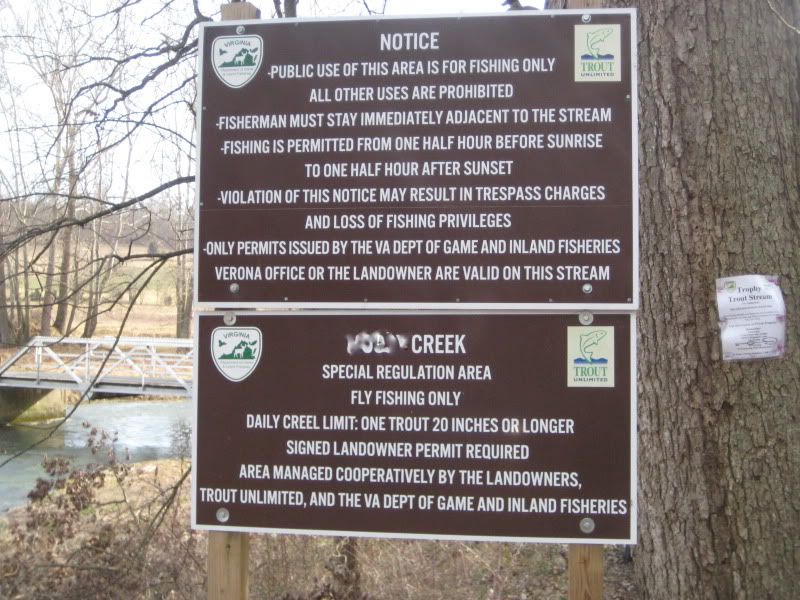 VIRGINIA
NOTICE
TROUT
UNLIMITED
-PUBLIC USE OF THIS AREA IS FOR FISHING ONLY
ALL OTHER USES ARE PROHIBITED
-FISHERMAN MUST STAY IMMEDIATELY ADJACENT TO THE STREAM
-FISHING IS PERMITTED FROM ONE HALF HOUR BEFORE SUNRISE
TO ONE HALF HOUR AFTER SUNSET
-VIOLATION OF THIS NOTICE MAY RESULT IN TRESPASS CHARGES
AND LOSS OF FISHING PRIVILEGES
-ONLY PERMITS ISSUED BY THE VA DEPT OF GAME AND INLAND FISHERIES
VERONA OFFICE OR THE LANDOWNER ARE VALID ON THIS STREAM
VIRGINIA
CREEK
TROUT
UNLIMITED
SPECIAL REGULATION AREA
FLY FISHING ONLY
DAILY CREEL LIMIT: ONE TROUT 20 INCHES OR LONGER
SIGNED LANDOWNER PERMIT REQUIRED
AREA MANAGED COOPERATIVELY BY THE LANDOWNERS,
TROUT UNLIMITED, AND THE VA DEPT OF GAME AND INLAND FISHERIES
Trophy
Trout Stream